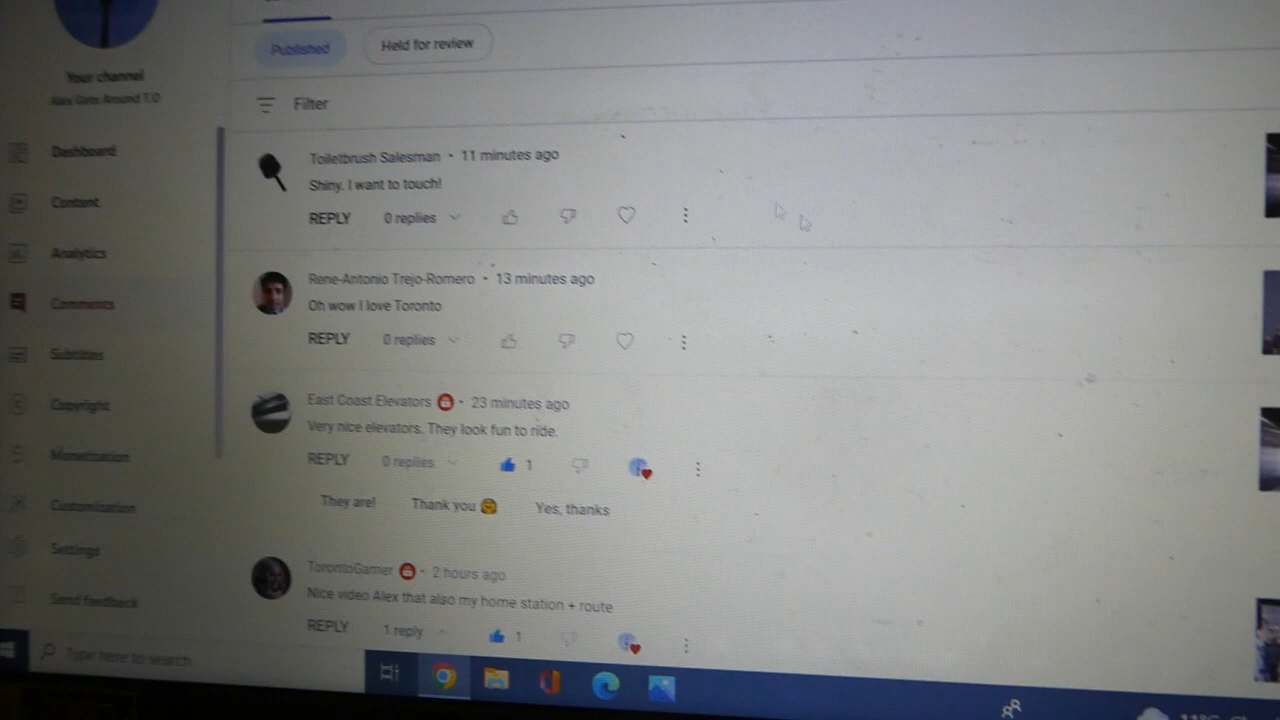 Published
Held for review
Your channel
Alex Gets Around T.O
Filter
Dashboard
Content
Analytics
Comments
Subtitles
Copyright
Monetization
Customization
Settings
Send feedback
Toiletbrush Salesman • 11 minutes ago
Shiny. I want to touch!
REPLY 0 replies
Rene-Antonio Trejo-Romero • 13 minutes ago
Oh wow I love Toronto
REPLY 0 replies
East Coast Elevators • 23 minutes ago
Very nice elevators. They look fun to ride.
REPLY 0 replies 1
They are! Thank you 🤗 Yes, thanks
TorontoGamer • 2 hours ago
Nice video Alex that also my home station + route
REPLY 1 reply 1
Type here to search